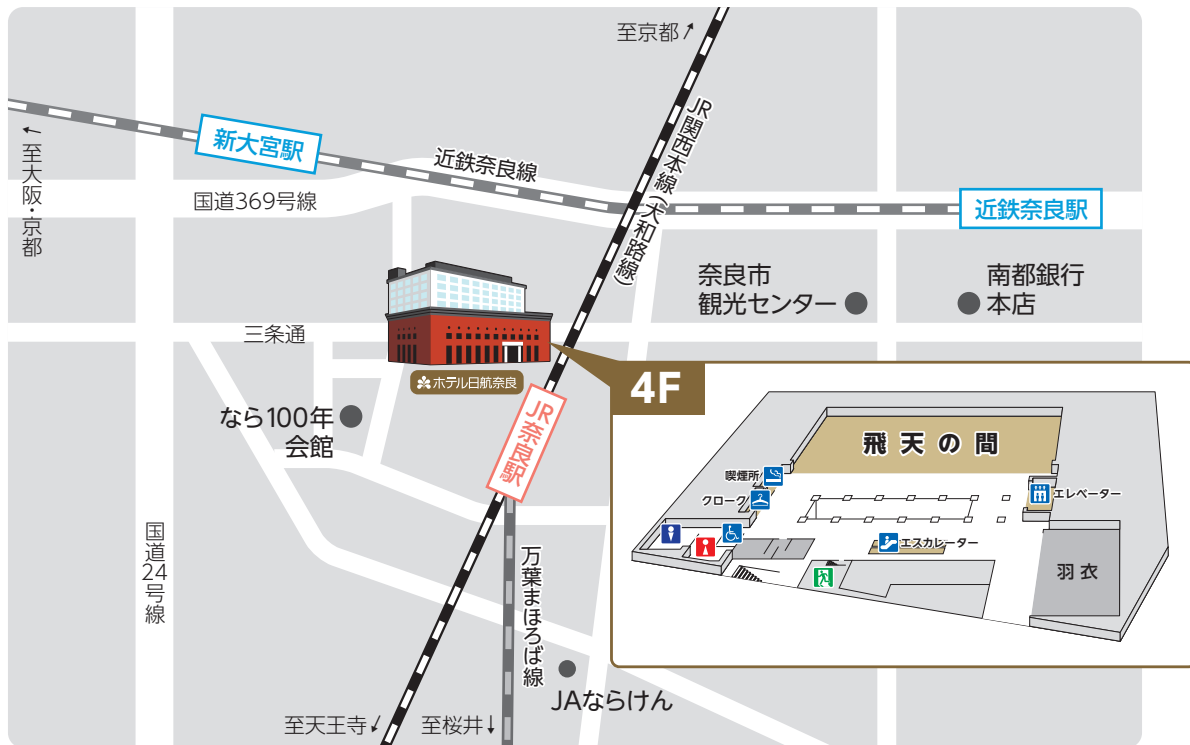 至京都↗
JR関西本線（大和路線）
新大宮駅
近鉄奈良線
←至大阪・京都
国道369号線
近鉄奈良駅
奈良市
観光センター
南都銀行
本店
三条通
ホテル日航奈良
4F
飛天の間
喫煙所
クローク
エレベーター
エスカレーター
羽衣
なら100年
会館
JR奈良駅
国道24号線
万葉まほろば線
JAならけん
至天王寺↙
至桜井↓